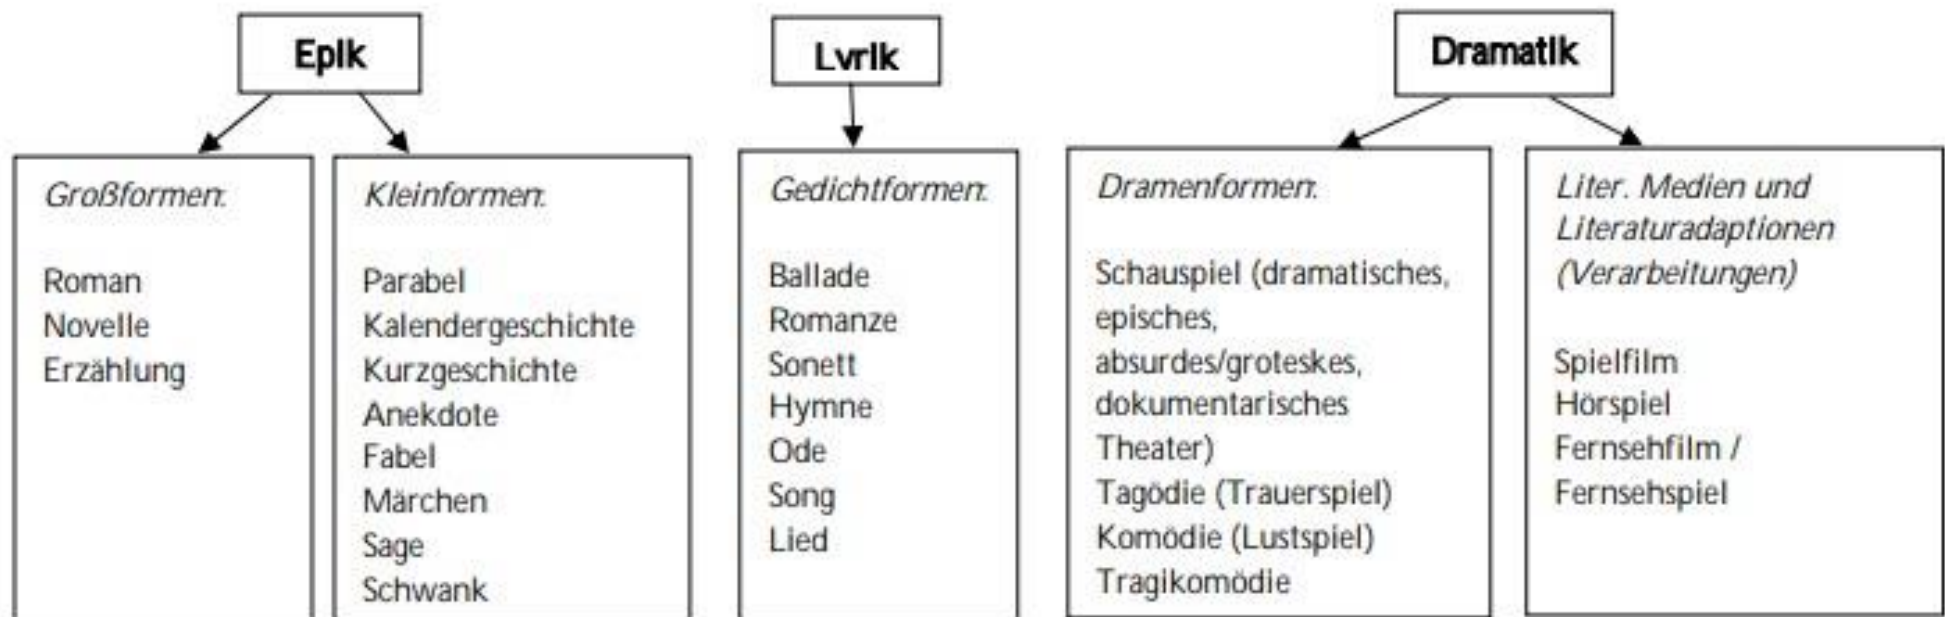 Epik
Lyrik
Dramatik
Großformen:
Roman
Novelle
Erzählung
Kleinformen:
Parabel
Kalendergeschichte
Kurzgeschichte
Anekdote
Fabel
Märchen
Sage
Schwank
Gedichtformen:
Ballade
Romanze
Sonett
Hymne
Ode
Song
Lied
Dramenformen:
Schauspiel (dramatisches,
episches,
absurdes/groteskes,
dokumentarisches
Theater)
Tagödie (Trauerspiel)
Komödie (Lustspiel)
Tragikomödie
Liter. Medien und
Literaturadaptionen
(Verarbeitungen)
Spielfilm
Hörspiel
Fernsehfilm /
Fernsehspiel